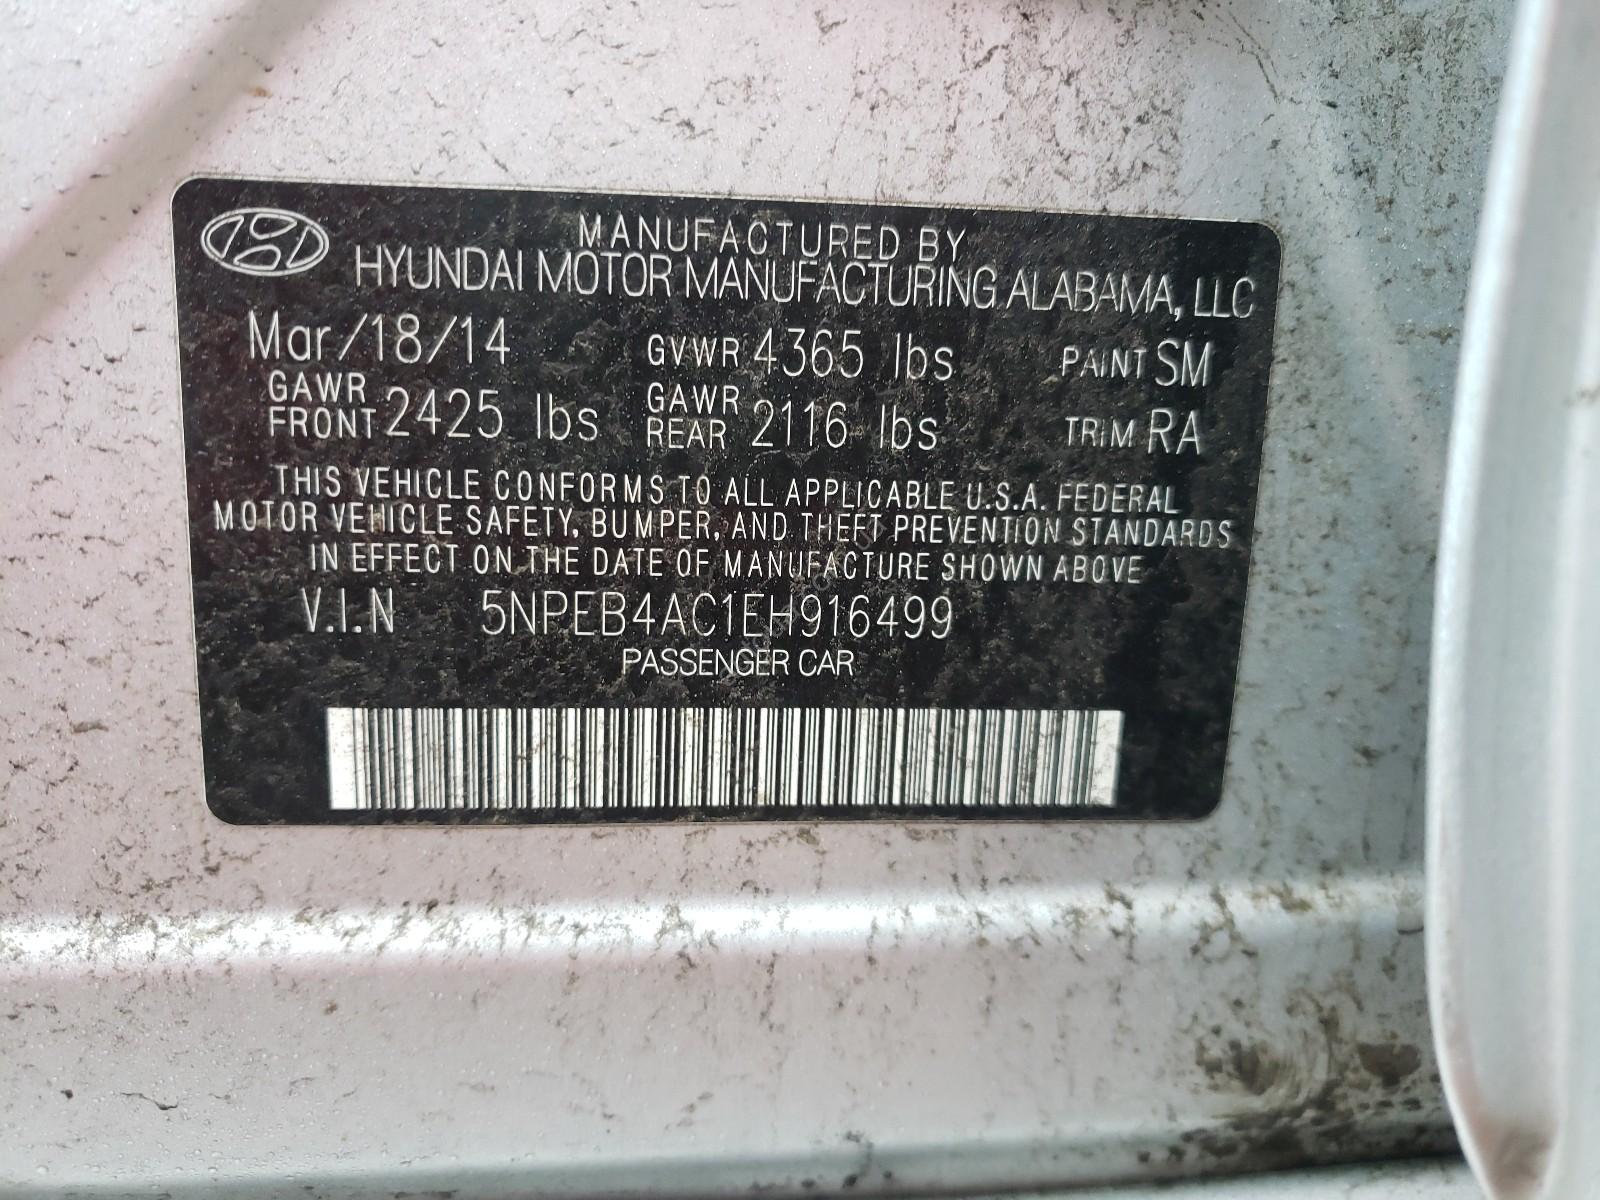 MANUFACTURED BY
HYUNDAI MOTOR MANUFACTURING ALABAMA, LLC
Mar/18/14 GVWR 4365 lbs PAINT SM
GAWR FRONT 2425 lbs GAWR REAR 2116 lbs TRIM RA
THIS VEHICLE CONFORMS TO ALL APPLICABLE U.S.A. FEDERAL
MOTOR VEHICLE SAFETY, BUMPER, AND THEFT PREVENTION STANDARDS
IN EFFECT ON THE DATE OF MANUFACTURE SHOWN ABOVE
V.I.N 5NPEB4AC1EH916499
PASSENGER CAR